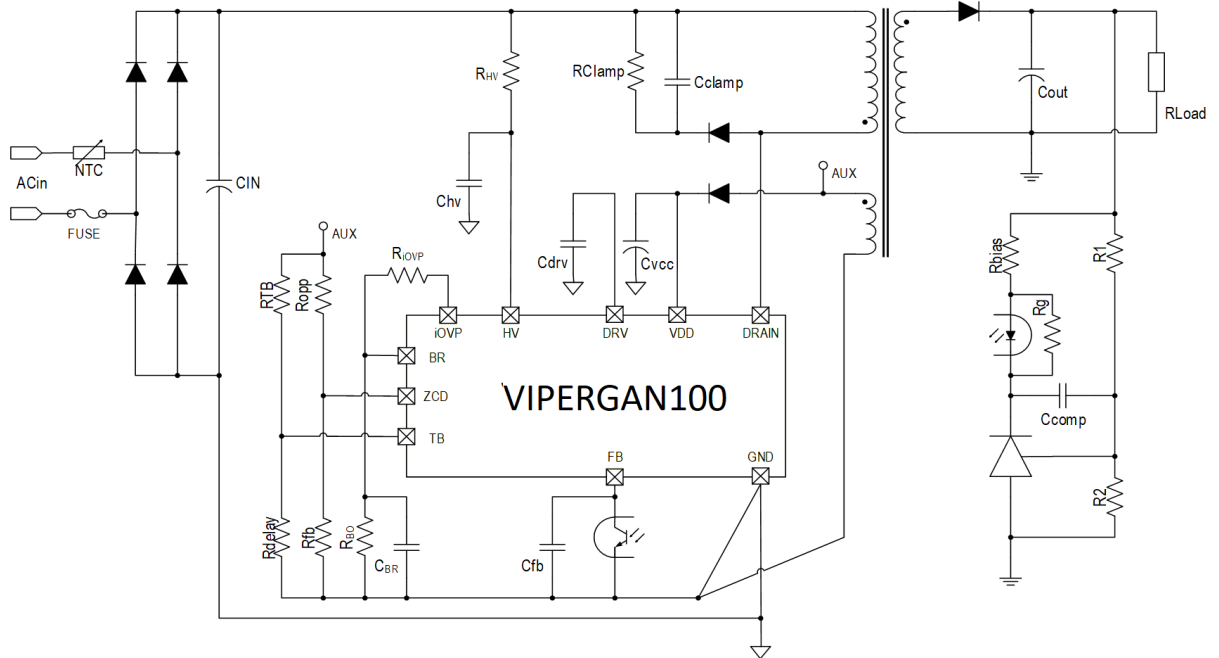 RHV
RClamp
Cclamp
Cout
RLoad
NTC
ACin
CIN
FUSE
Chv
AUX
AUX
RiOVP
Cdrv
Cvcc
Rbias
R1
RTB
Ropp
Rg
iOVP
HV
DRV
VDD
DRAIN
BR
ZCD
TB
VIPERGAN100
Ccomp
FB
GND
R2
Rdelay
Rfb
RBO
CBR
Cfb